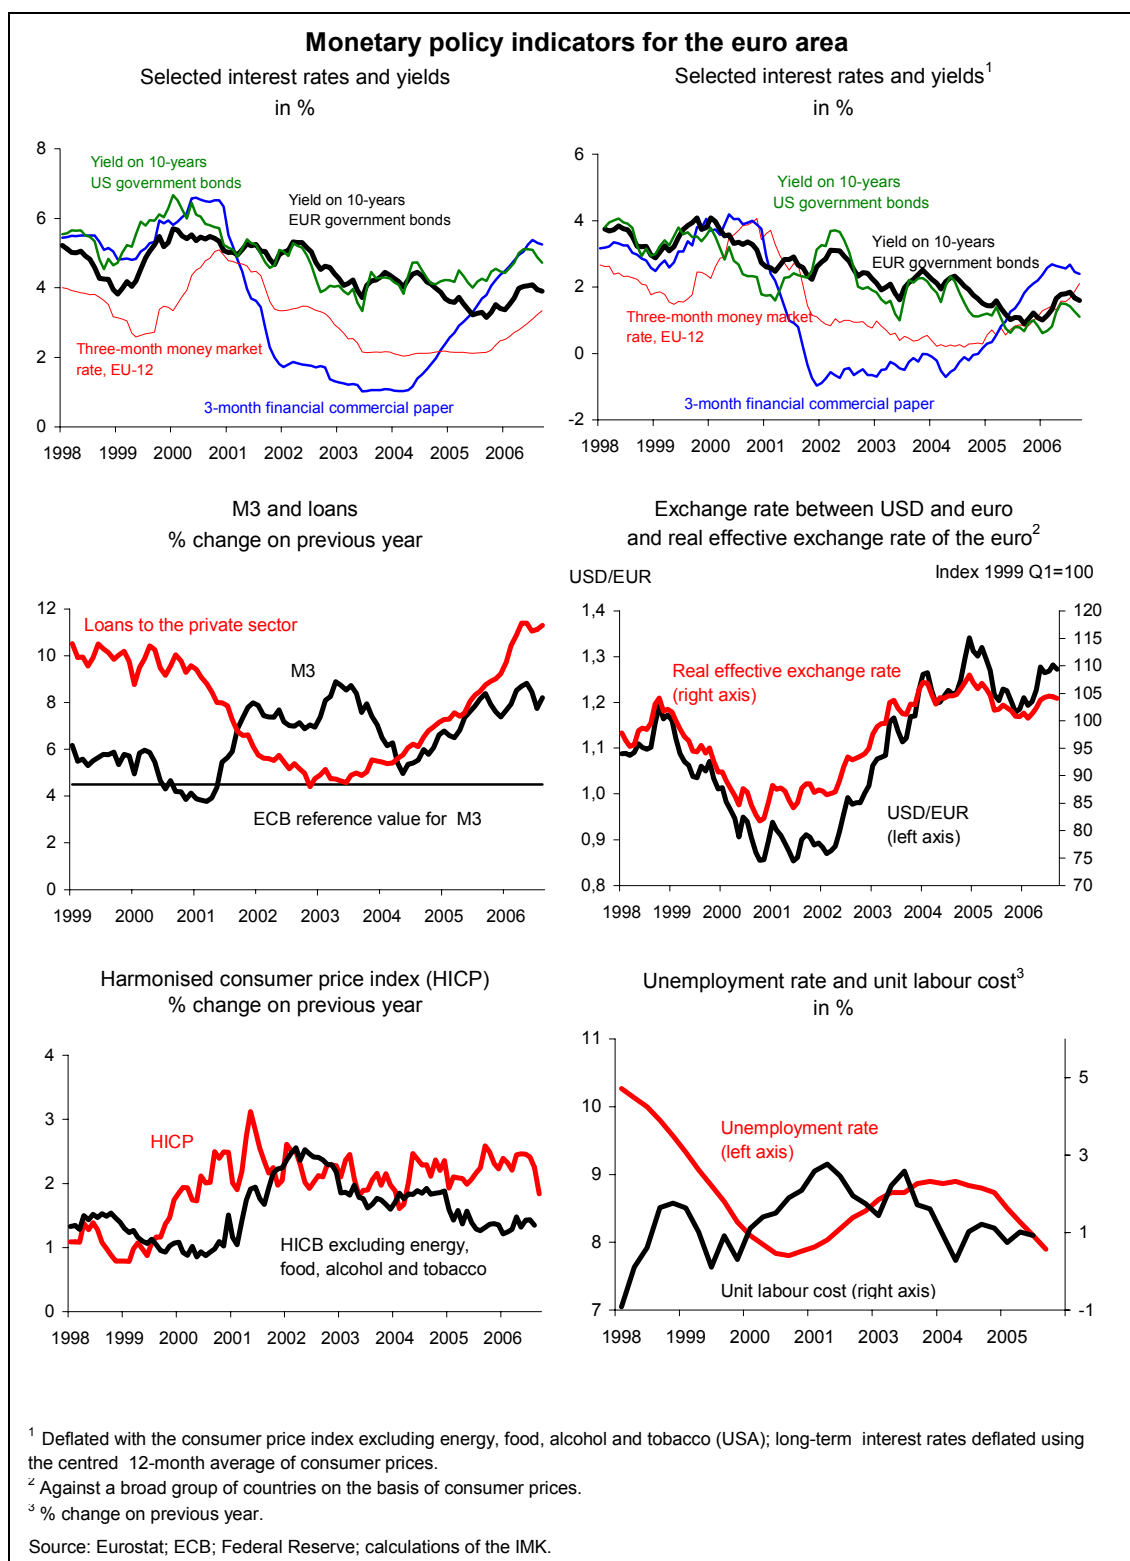 Monetary policy indicators for the euro area
Selected interest rates and yields
in %
8
6
4
2
0
Yield on 10-years
US government bonds
Yield on 10-years
EUR government bonds
Three-month money market
rate, EU-12
3-month financial commercial paper
1998 1999 2000 2001 2002 2003 2004 2005 2006
Selected interest rates and yields1
in %
6
4
2
0
-2
Yield on 10-years
US government bonds
Yield on 10-years
EUR government bonds
Three-month money market
rate, EU-12
3-month financial commercial paper
1998 1999 2000 2001 2002 2003 2004 2005 2006
M3 and loans
% change on previous year
12
10
8
6
4
2
0
Loans to the private sector
M3
ECB reference value for M3
1999 2000 2001 2002 2003 2004 2005 2006
Exchange rate between USD and euro
and real effective exchange rate of the euro2
USD/EUR
Index 1999 Q1=100
1,4
1,3
1,2
1,1
1,0
0,9
0,8
120
115
110
105
100
95
90
85
80
75
70
Real effective exchange rate
(right axis)
USD/EUR
(left axis)
1998 1999 2000 2001 2002 2003 2004 2005 2006
Harmonised consumer price index (HICP)
% change on previous year
4
3
2
1
0
HICP
HICB excluding energy,
food, alcohol and tobacco
1998 1999 2000 2001 2002 2003 2004 2005 2006
Unemployment rate and unit labour cost3
in %
11
10
9
8
7
5
3
1
-1
Unemployment rate
(left axis)
Unit labour cost (right axis)
1998 1999 2000 2001 2002 2003 2004 2005
1 Deflated with the consumer price index excluding energy, food, alcohol and tobacco (USA); long-term interest rates deflated using
the centred 12-month average of consumer prices.
2 Against a broad group of countries on the basis of consumer prices.
3 % change on previous year.
Source: Eurostat; ECB; Federal Reserve; calculations of the IMK.